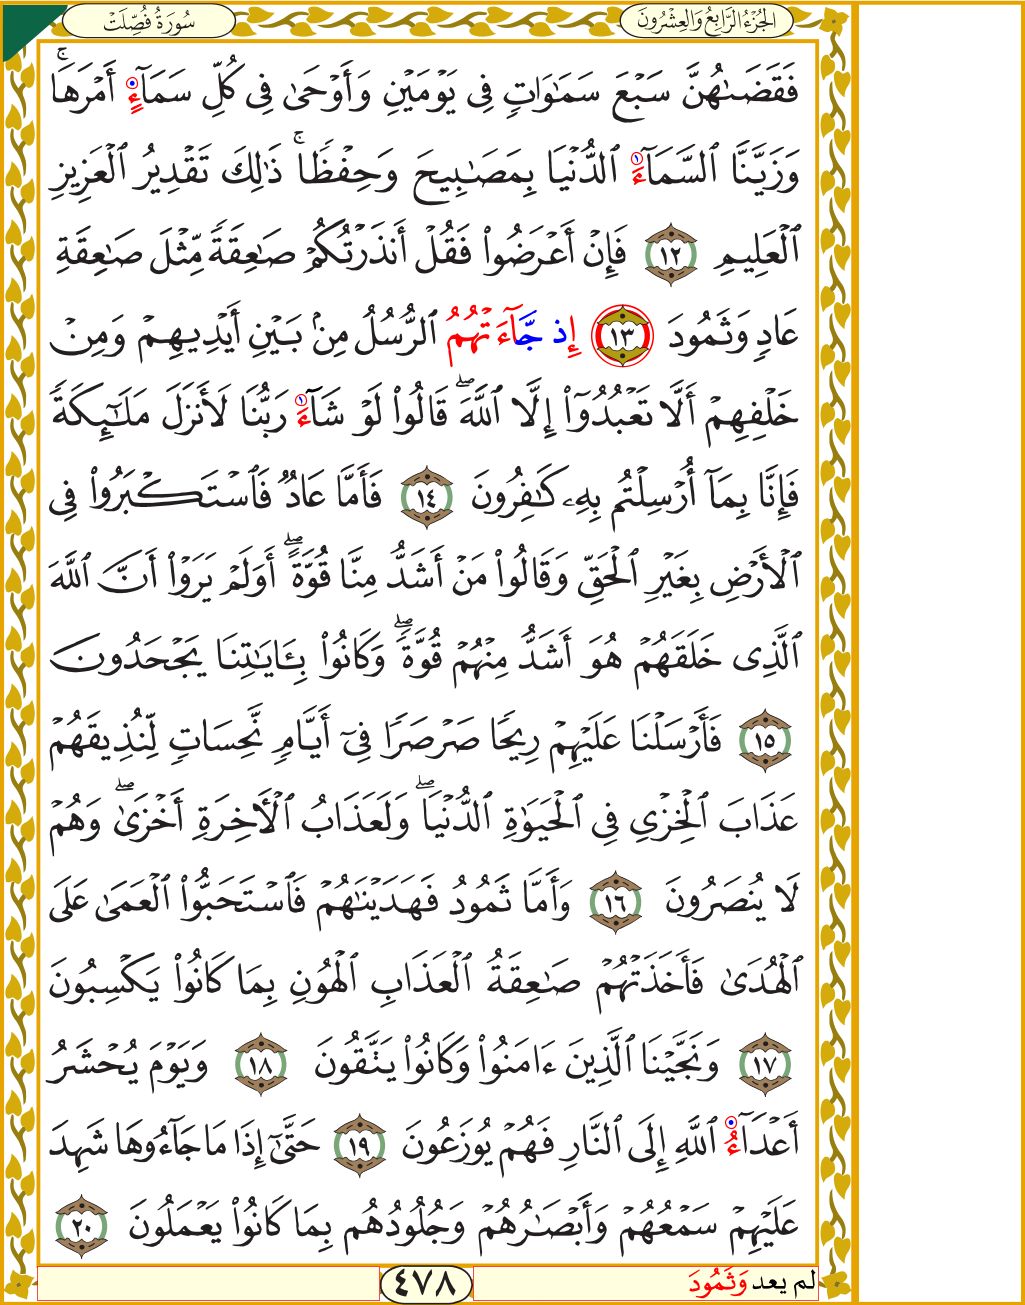 سُورَةُ فُصِّلَتْ
الجُزْءُ الرَّابِعُ وَالعِشْرُونَ
فَقَضَىٰهُنَّ سَبْعَ سَمَٰوَاتٖ فِي يَوْمَيْنِ وَأَوْحَىٰ فِي كُلِّ سَمَآءٍ أَمْرَهَاۚ
وَزَيَّنَّا ٱلسَّمَآءَ ٱلدُّنْيَا بِمَصَٰبِيحَ وَحِفْظٗاۚ ذَٰلِكَ تَقْدِيرُ ٱلْعَزِيزِ
ٱلْعَلِيمِ ١٢ فَإِنْ أَعْرَضُواْ فَقُلْ أَنذَرْتُكُمْ صَٰعِقَةٗ مِّثْلَ صَٰعِقَةِ
عَادٖ وَثَمُودَ ١٣ إِذ جَّآءَتْهُمُ ٱلرُّسُلُ مِنۢ بَيْنِ أَيْدِيهِمْ وَمِنْ
خَلْفِهِمْ أَلَّا تَعْبُدُوٓاْ إِلَّا ٱللَّهَۖ قَالُواْ لَوْ شَآءَ رَبُّنَا لَأَنزَلَ مَلَٰٓئِكَةٗ
فَإِنَّا بِمَآ أُرْسِلْتُم بِهِۦ كَٰفِرُونَ ١٤ فَأَمَّا عَادٞ فَٱسْتَكْبَرُواْ فِي
ٱلْأَرْضِ بِغَيْرِ ٱلْحَقِّ وَقَالُواْ مَنْ أَشَدُّ مِنَّا قُوَّةًۖ أَوَلَمْ يَرَوْاْ أَنَّ ٱللَّهَ
ٱلَّذِي خَلَقَهُمْ هُوَ أَشَدُّ مِنْهُمْ قُوَّةٗۖ وَكَانُواْ بِـَٔايَٰتِنَا يَجْحَدُونَ
١٥ فَأَرْسَلْنَا عَلَيْهِمْ رِيحٗا صَرْصَرٗا فِيٓ أَيَّامٖ نَّحِسَاتٖ لِّنُذِيقَهُمْ
عَذَابَ ٱلْخِزْيِ فِي ٱلْحَيَوٰةِ ٱلدُّنْيَاۖ وَلَعَذَابُ ٱلْأٓخِرَةِ أَخْزَىٰۖ وَهُمْ
لَا يُنصَرُونَ ١٦ وَأَمَّا ثَمُودُ فَهَدَيْنَٰهُمْ فَٱسْتَحَبُّواْ ٱلْعَمَىٰ عَلَى
ٱلْهُدَىٰ فَأَخَذَتْهُمْ صَٰعِقَةُ ٱلْعَذَابِ ٱلْهُونِ بِمَا كَانُواْ يَكْسِبُونَ
١٧ وَنَجَّيْنَا ٱلَّذِينَ ءَامَنُواْ وَكَانُواْ يَتَّقُونَ ١٨ وَيَوْمَ يُحْشَرُ
أَعْدَآءُ ٱللَّهِ إِلَى ٱلنَّارِ فَهُمْ يُوزَعُونَ ١٩ حَتَّىٰٓ إِذَا مَا جَآءُوهَا شَهِدَ
عَلَيْهِمْ سَمْعُهُمْ وَأَبْصَٰرُهُمْ وَجُلُودُهُم بِمَا كَانُواْ يَعْمَلُونَ ٢٠
لم يعد وَثَمُودَ
٤٧٨